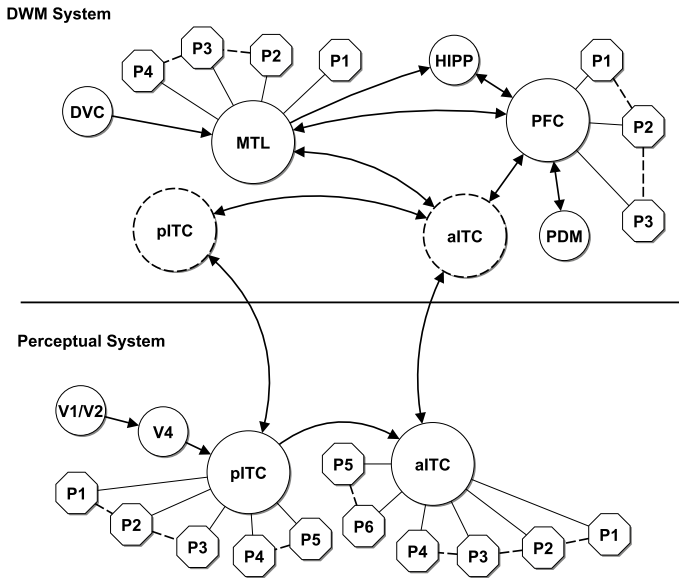 DWM System
P4
P3
P2
P1
HIPP
P1
DVC
MTL
PFC
P2
pITC
aITC
PDM
P3
Perceptual System
V1/V2
V4
pITC
aITC
P5
P1
P2
P3
P4
P5
P6
P4
P3
P2
P1